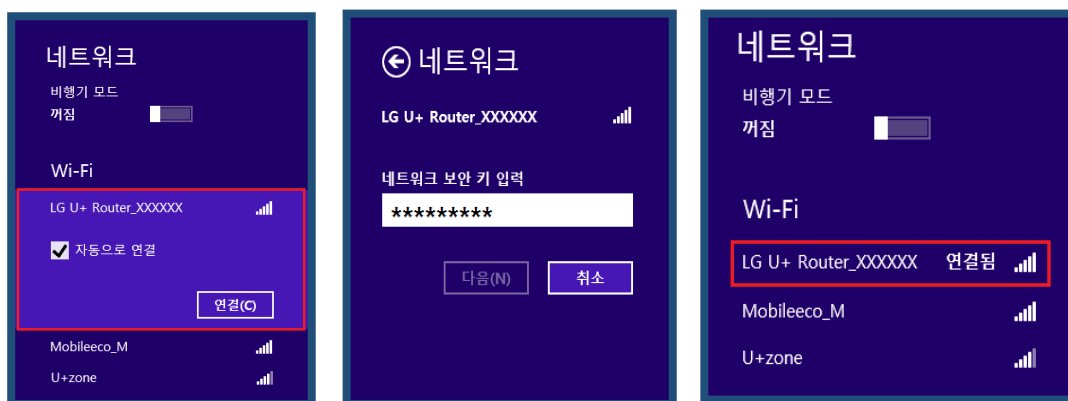 네트워크
비행기 모드
꺼짐
Wi-Fi
LG U+ Router_XXXXXX
자동으로 연결
연결(C)
Mobileeco_M
U+zone
네트워크
LG U+ Router_XXXXXX
네트워크 보안 키 입력
*********
다음(N) 취소
네트워크
비행기 모드
꺼짐
Wi-Fi
LG U+ Router_XXXXXX 연결됨
Mobileeco_M
U+zone